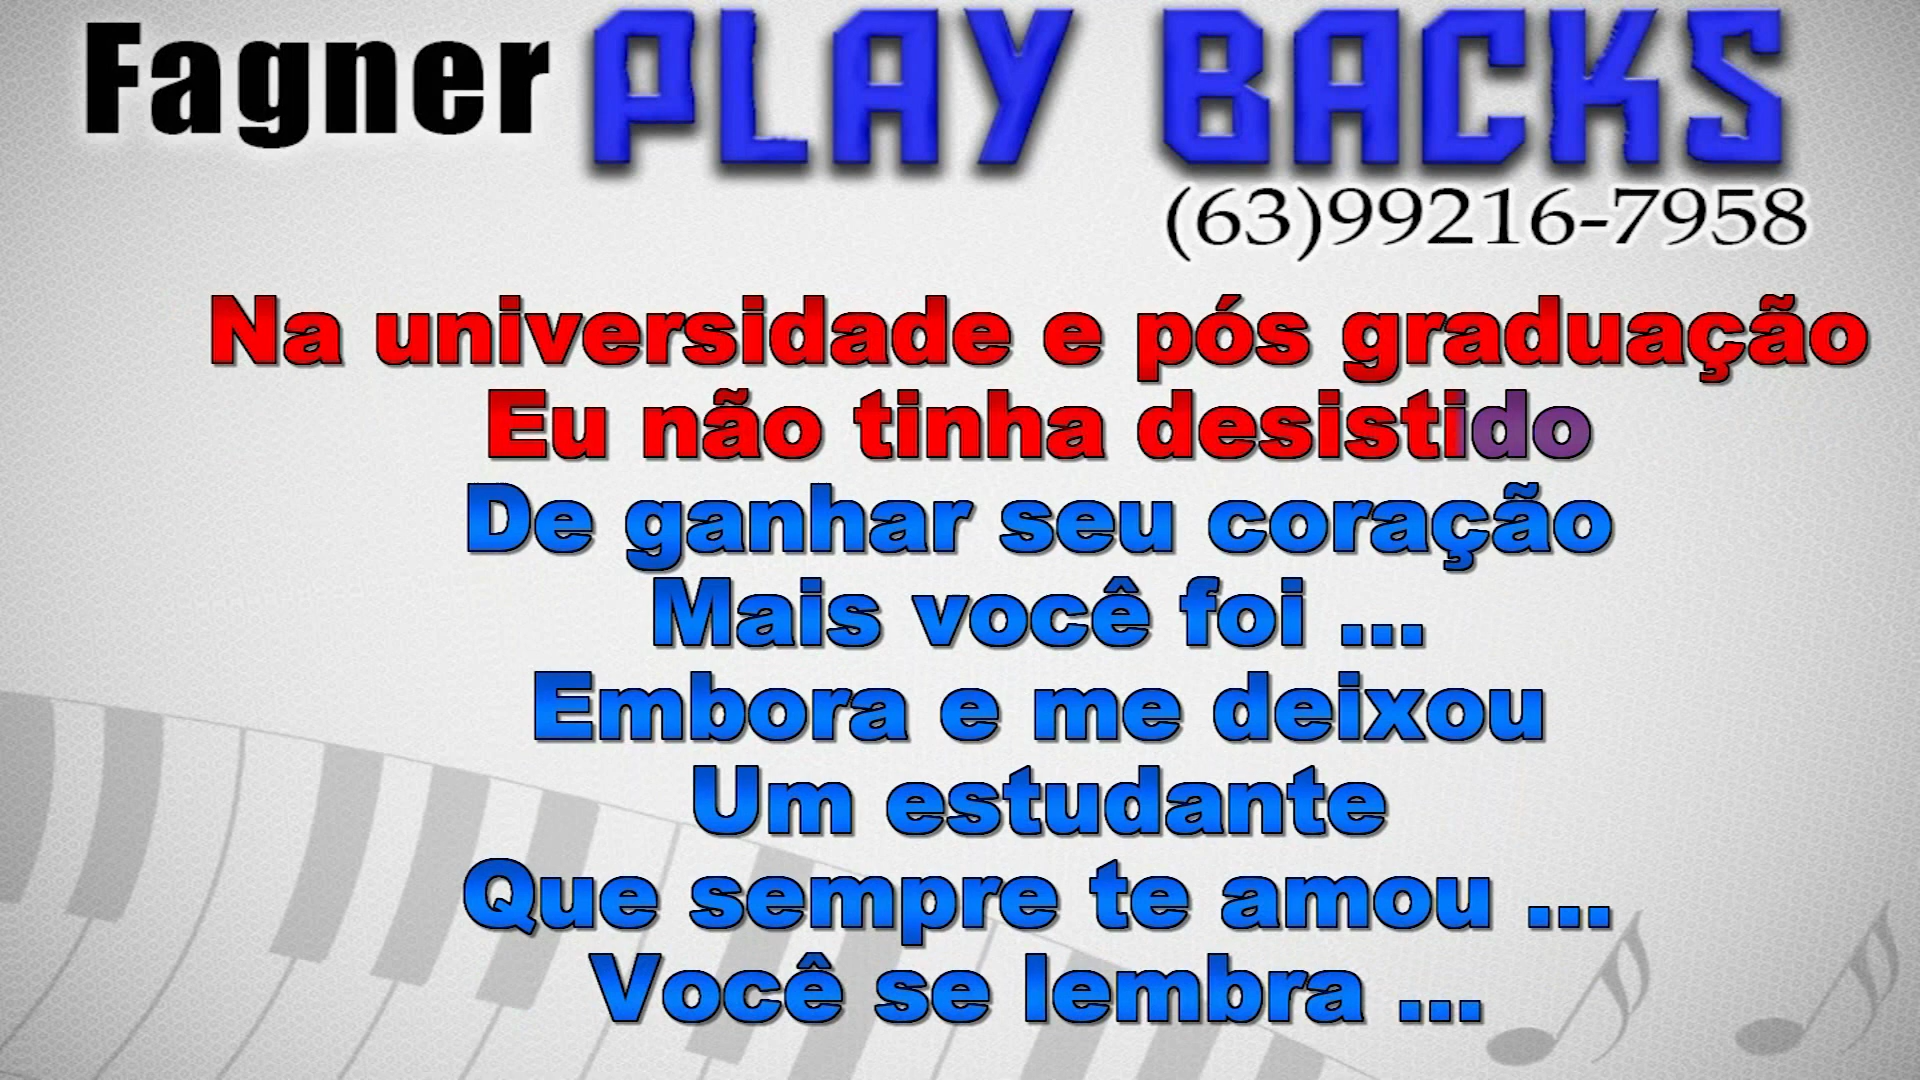 Fagner PLAY BACKS
(63)99216-7958
Na universidade e pós graduação
Eu não tinha desistido
De ganhar seu coração
Mais você foi ...
Embora e me deixou
Um estudante
Que sempre te amou ...
Você se lembra ...